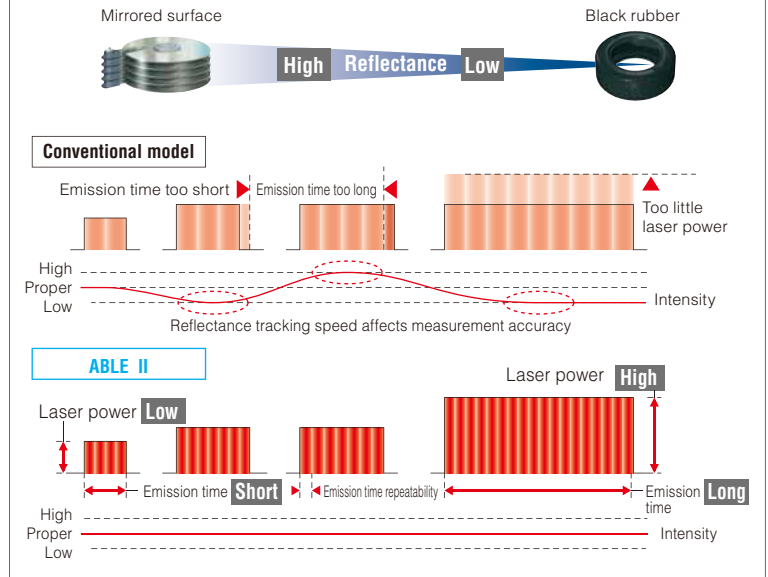 Mirrored surface
Black rubber
High Reflectance Low
Conventional model
Emission time too short
Emission time too long
Too little
laser power
High
Proper
Low
Intensity
Reflectance tracking speed affects measurement accuracy
ABLE II
Laser power High
Laser power Low
Emission time Short
Emission time repeatability
Emission Long
time
High
Proper
Low
Intensity